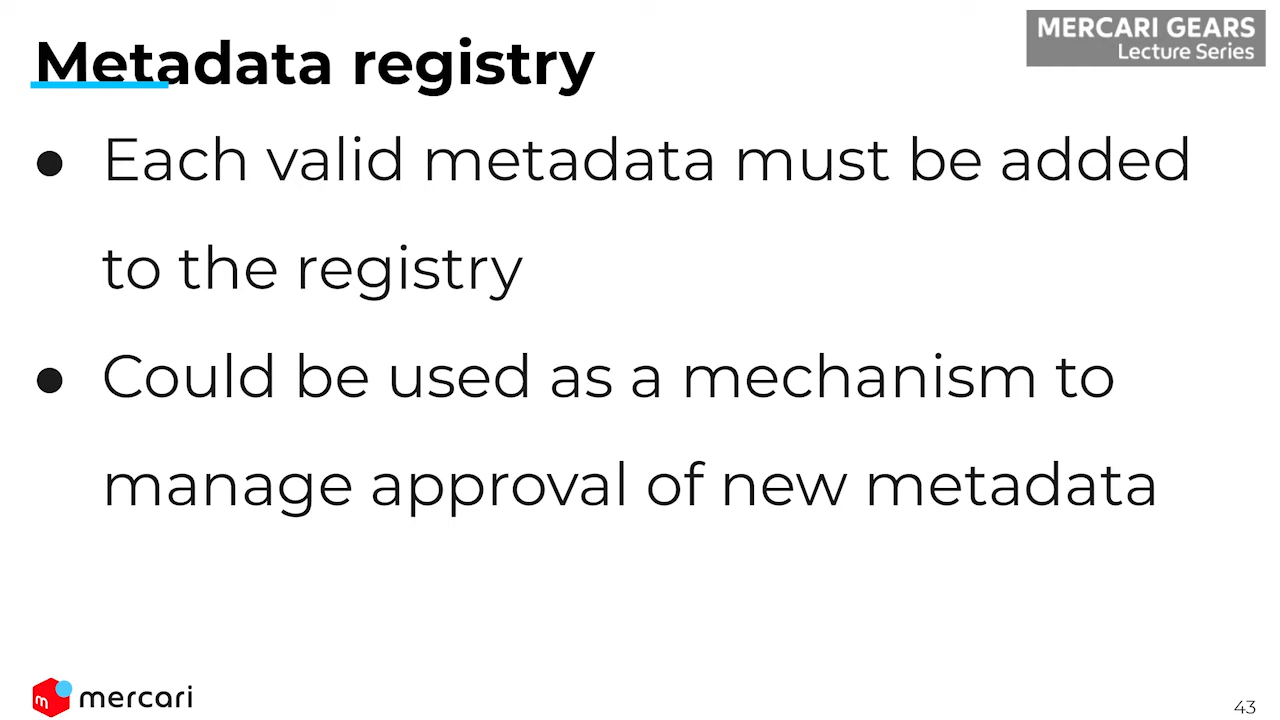 Metadata registry
MERCARI GEARS
Lecture Series
● Each valid metadata must be added
to the registry
● Could be used as a mechanism to
manage approval of new metadata
m mercari
43